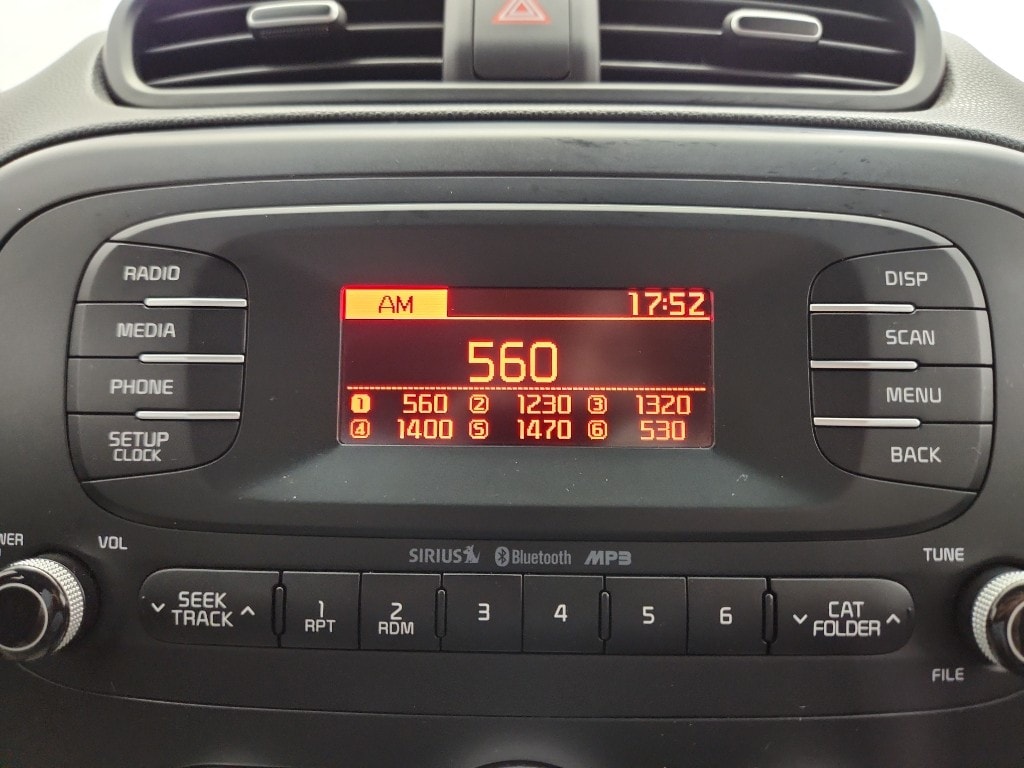 RADIO
MEDIA
PHONE
SETUP
CLOCK
AM 17:52
560
1 560 2 1230 3 1320
4 1400 5 1470 6 530
DISP
SCAN
MENU
BACK
VOL
SIRIUS Bluetooth MP3
TUNE
SEEK
TRACK
1
RPT
2
RDM
3
4
5
6
CAT
FOLDER
FILE